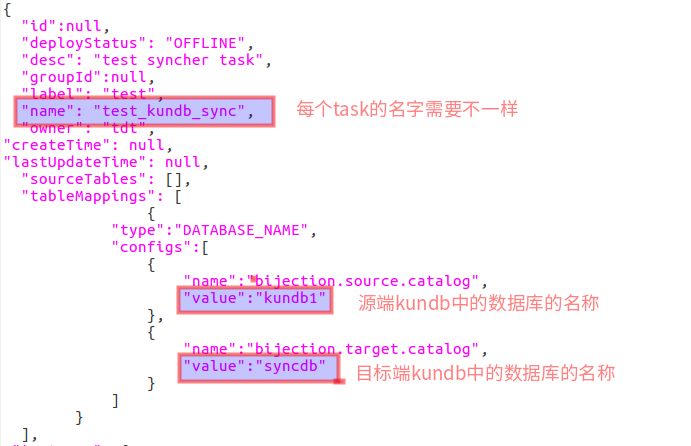 {
"id":null,
"deployStatus": "OFFLINE",
"desc": "test syncher task",
"groupId":null,
"label": "test",
"name": "test_kundb_sync", 每个task的名字需要不一样
"owner": "tdt",
"createTime": null,
"lastUpdateTime": null,
"sourceTables": [],
"tableMappings": [
{
"type":"DATABASE_NAME",
"configs":[
{
"name":"bijection.source.catalog",
"value":"kundb1" 源端kundb中的数据库的名称
},
{
"name":"bijection.target.catalog",
"value":"syncdb" 目标端kundb中的数据库的名称
}
]
}
],